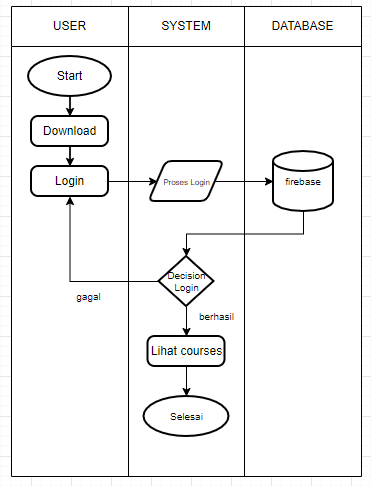 USER
SYSTEM
DATABASE
Start
Download
Login
Proses Login
firebase
Decision
Login
gagal
berhasil
Lihat courses
Selesai